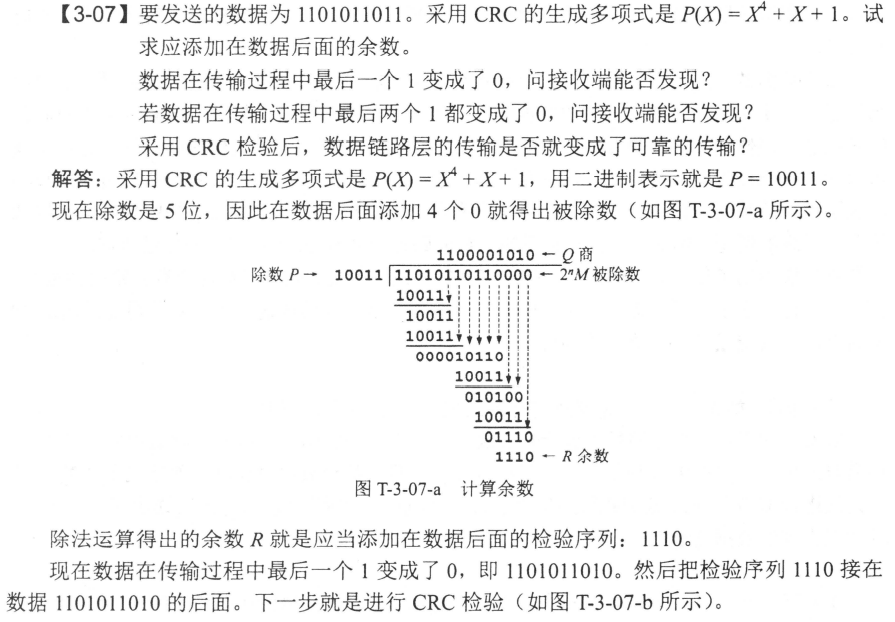 【3-07】要发送的数据为 1101011011。采用 CRC 的生成多项式是 P(X) = X⁴ + X + 1。试
求应添加在数据后面的余数。
数据在传输过程中最后一个 1 变成了 0，问接收端能否发现？
若数据在传输过程中最后两个 1 都变成了 0，问接收端能否发现？
采用 CRC 检验后，数据链路层的传输是否就变成了可靠的传输？
解答：采用 CRC 的生成多项式是 P(X) = X⁴ + X + 1，用二进制表示就是 P = 10011。
现在除数是 5 位，因此在数据后面添加 4 个 0 就得出被除数（如图 T-3-07-a 所示）。
1100001010 ← Q 商
除数 P → 10011 11010110110000 ← 2ⁿM 被除数
10011
10011
10011
000010110
10011
010100
10011
01110
1110 ← R 余数
图 T-3-07-a 计算余数
除法运算得出的余数 R 就是应当添加在数据后面的检验序列：1110。
现在数据在传输过程中最后一个 1 变成了 0，即 1101011010。然后把检验序列 1110 接在
数据 1101011010 的后面。下一步就是进行 CRC 检验（如图 T-3-07-b 所示）。